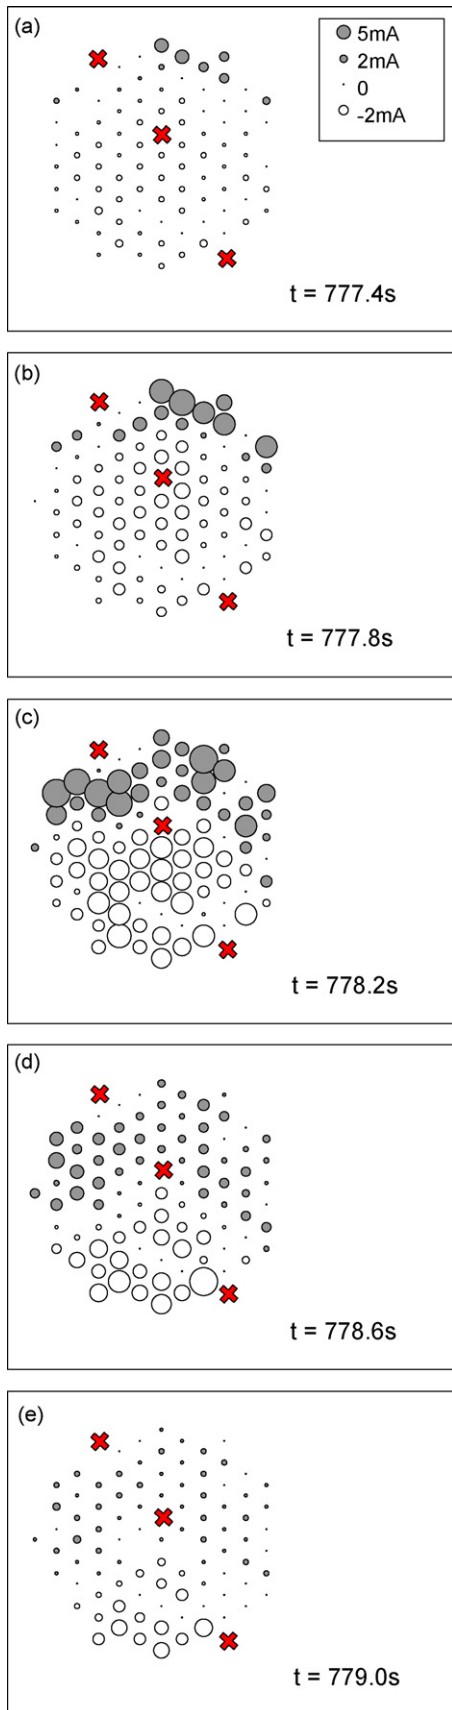 (a)
5mA
2mA
0
-2mA
t = 777.4s
(b)
t = 777.8s
(c)
t = 778.2s
(d)
t = 778.6s
(e)
t = 779.0s